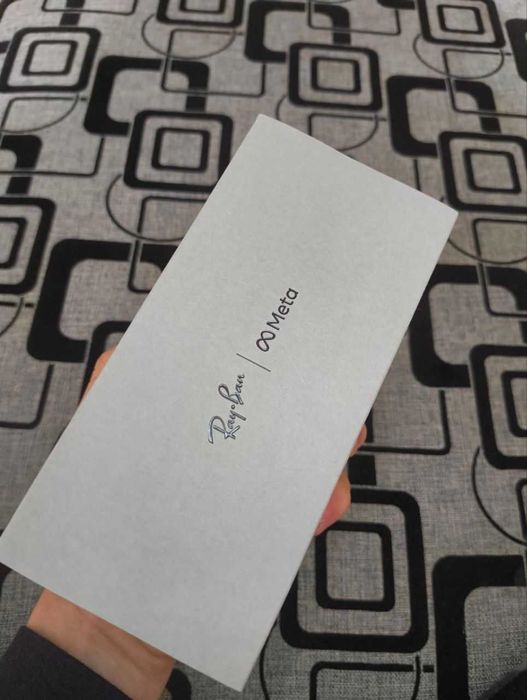 Ray-Ban | ∞ Meta